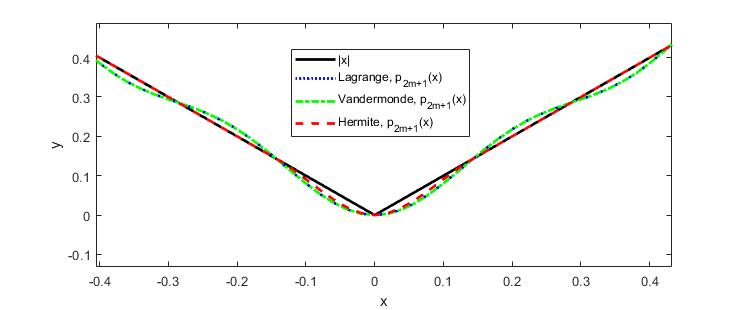 |x|
Lagrange, p2m+1(x)
Vandermonde, p2m+1(x)
Hermite, p2m+1(x)
y
0.4
0.3
0.2
0.1
0
-0.1
-0.4 -0.3 -0.2 -0.1 0 0.1 0.2 0.3 0.4
x